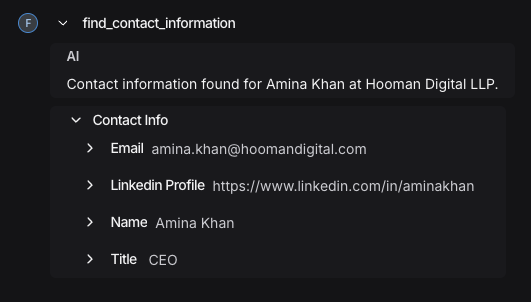 F find_contact_information
AI
Contact information found for Amina Khan at Hooman Digital LLP.
Contact Info
Email amina.khan@hoomandigital.com
Linkedin Profile https://www.linkedin.com/in/aminakhan
Name Amina Khan
Title CEO